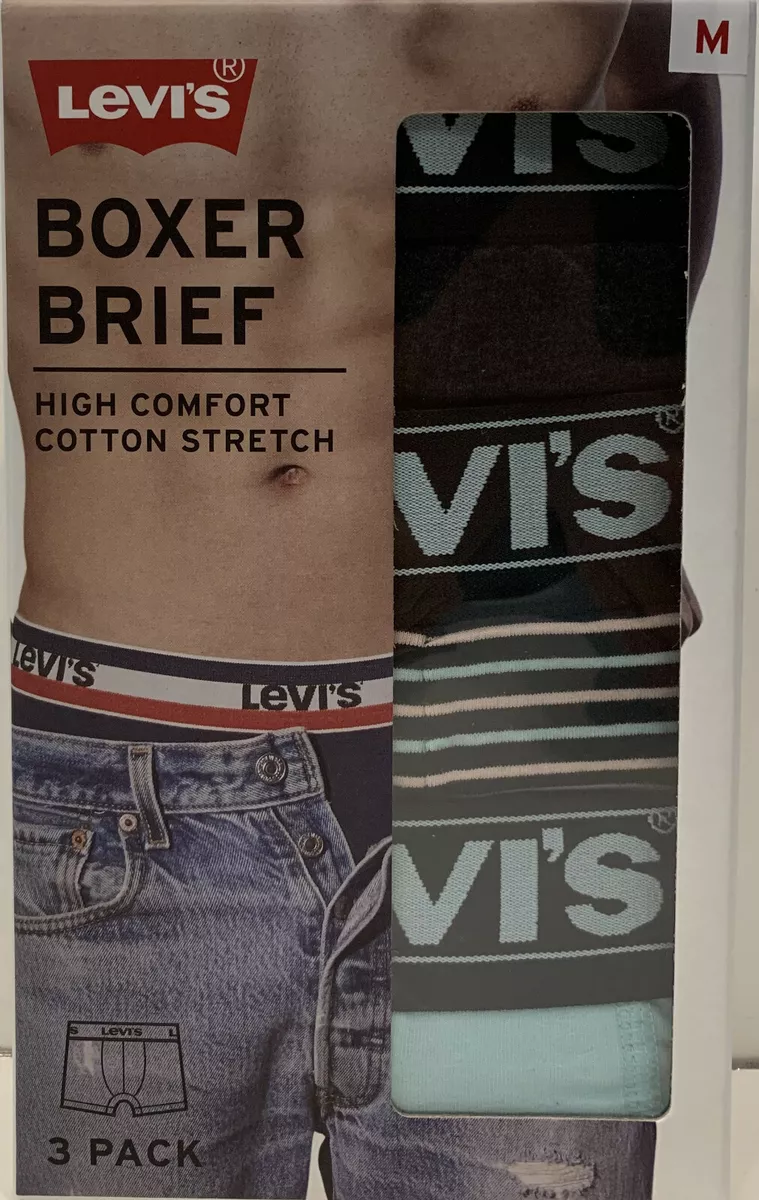 M
LEVI'S®
BOXER
BRIEF
HIGH COMFORT
COTTON STRETCH
VI'S
VI'S®
VI'S®
LEVI'S
LEVI'S
S LEVI'S L
3 PACK